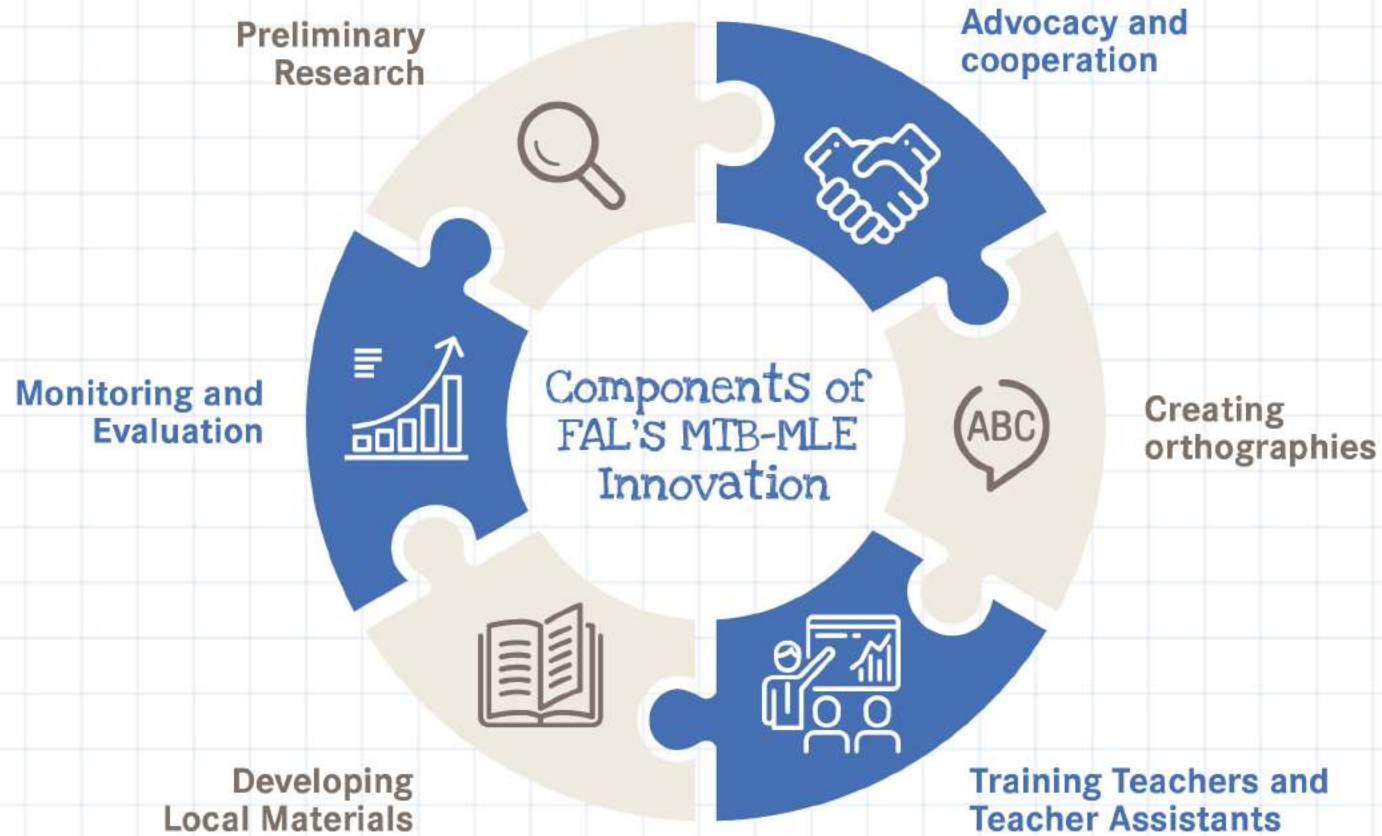 Preliminary
Research
Advocacy and
cooperation
Monitoring and
Evaluation
Components of
FAL'S MTB-MLE
Innovation
ABC
Creating
orthographies
Developing
Local Materials
Training Teachers and
Teacher Assistants